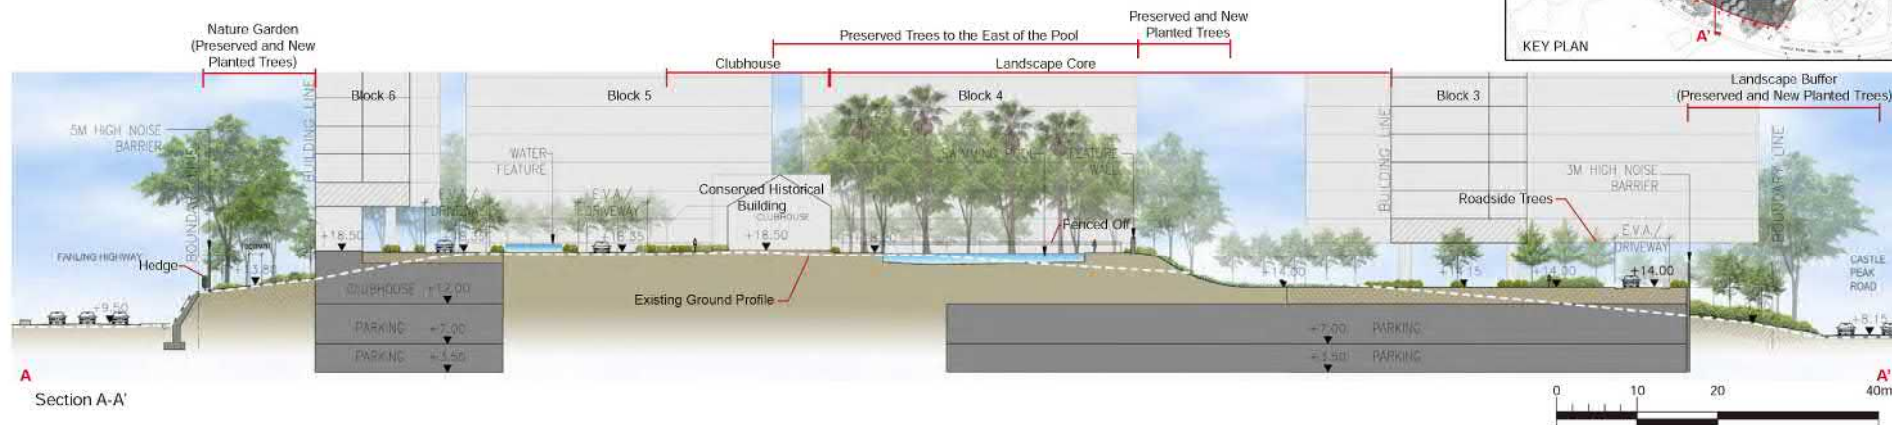 Nature Garden
(Preserved and New
Planted Trees)
Preserved Trees to the East of the Pool
Preserved and New
Planted Trees
KEY PLAN
A'
Clubhouse
Landscape Core
Landscape Buffer
(Preserved and New Planted Trees)
Block 6
Block 5
Block 4
Block 3
5M HIGH NOISE
BARRIER
BOUNDARY LINE
BUILDING LINE
WATER
FEATURE
E.V.A./
DRIVEWAY
E.V.A./
DRIVEWAY
Conserved Historical
Building
CLUBHOUSE
SWIMMING POOL
FEATURE
WALL
Fenced Off
BUILDING LINE
3M HIGH NOISE
BARRIER
Roadside Trees
E.V.A./
DRIVEWAY
BOUNDARY LINE
CASTLE
PEAK
ROAD
FANLING HIGHWAY
Hedge
+13.80
+9.50
+18.50
+18.35
+18.50
+14.00
+14.15
+14.00
+14.00
+8.15
Existing Ground Profile
CLUBHOUSE +12.00
PARKING +7.00
PARKING +3.50
+7.00 PARKING
+3.50 PARKING
A
A'
Section A-A'
0 10 20 40m